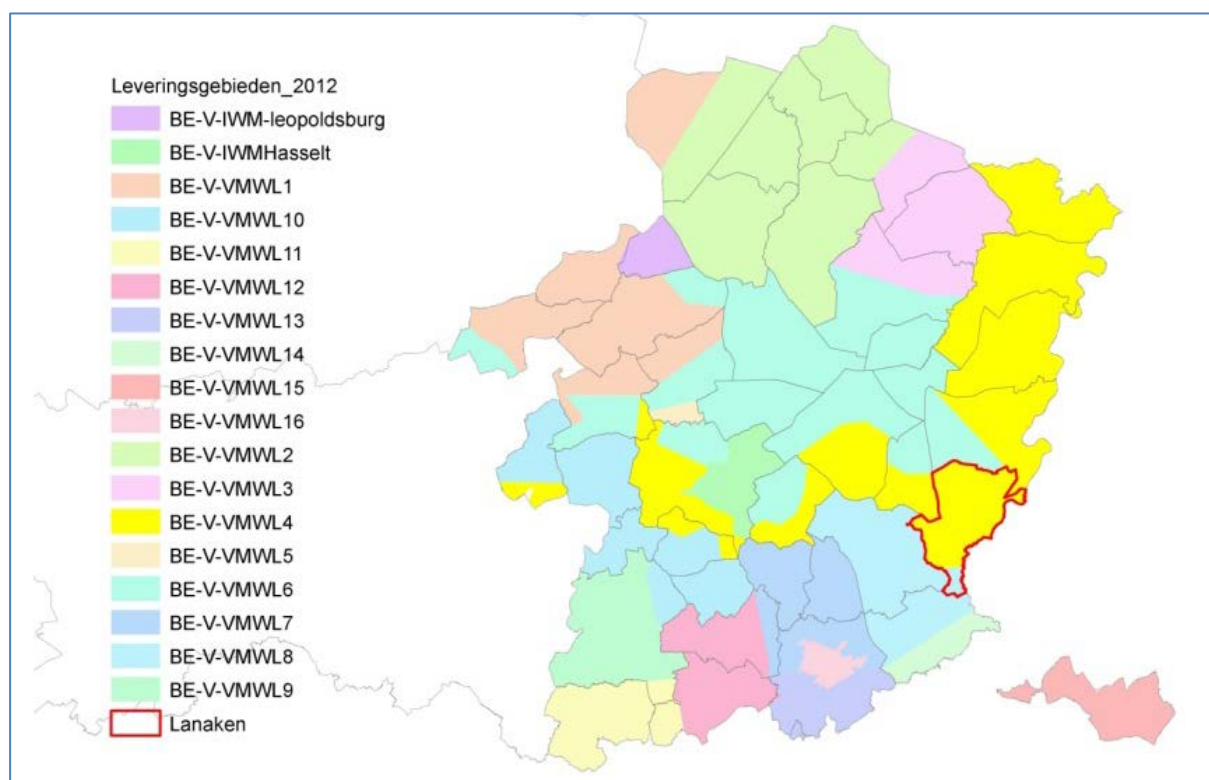 Leveringsgebieden_2012
BE-V-IWM-leopoldsburg
BE-V-IWMHasselt
BE-V-VMWL1
BE-V-VMWL10
BE-V-VMWL11
BE-V-VMWL12
BE-V-VMWL13
BE-V-VMWL14
BE-V-VMWL15
BE-V-VMWL16
BE-V-VMWL2
BE-V-VMWL3
BE-V-VMWL4
BE-V-VMWL5
BE-V-VMWL6
BE-V-VMWL7
BE-V-VMWL8
BE-V-VMWL9
Lanaken